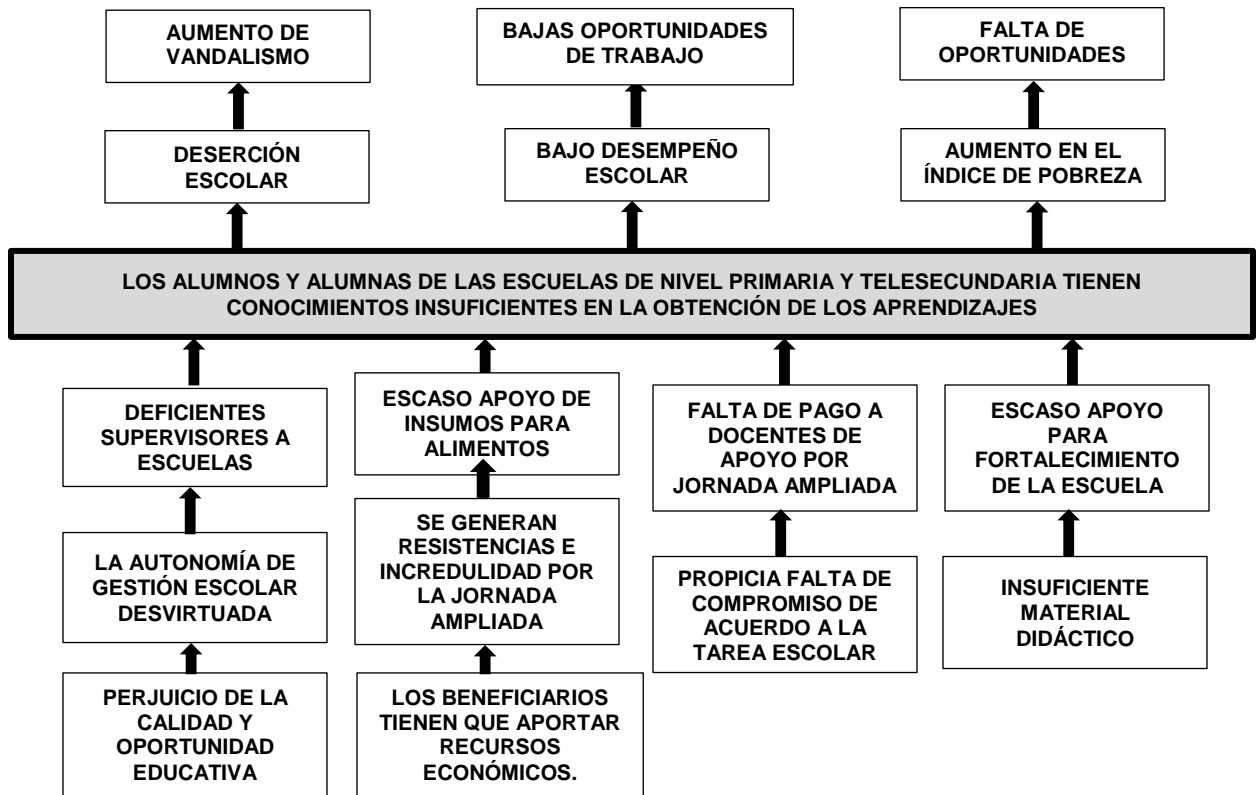 AUMENTO DE
VANDALISMO
BAJAS OPORTUNIDADES
DE TRABAJO
FALTA DE
OPORTUNIDADES
DESERCIÓN
ESCOLAR
BAJO DESEMPEÑO
ESCOLAR
AUMENTO EN EL
ÍNDICE DE POBREZA
LOS ALUMNOS Y ALUMNAS DE LAS ESCUELAS DE NIVEL PRIMARIA Y TELESECUNDARIA TIENEN
CONOCIMIENTOS INSUFICIENTES EN LA OBTENCIÓN DE LOS APRENDIZAJES
DEFICIENTES
SUPERVISORES A
ESCUELAS
ESCASO APOYO DE
INSUMOS PARA
ALIMENTOS
FALTA DE PAGO A
DOCENTES DE
APOYO POR
JORNADA AMPLIADA
ESCASO APOYO
PARA
FORTALECIMIENTO
DE LA ESCUELA
LA AUTONOMÍA DE
GESTIÓN ESCOLAR
DESVIRTUADA
SE GENERAN
RESISTENCIAS E
INCREDULIDAD POR
LA JORNADA
AMPLIADA
PROPICIA FALTA DE
COMPROMISO DE
ACUERDO A LA
TAREA ESCOLAR
INSUFICIENTE
MATERIAL
DIDÁCTICO
PERJUICIO DE LA
CALIDAD Y
OPORTUNIDAD
EDUCATIVA
LOS BENEFICIARIOS
TIENEN QUE APORTAR
RECURSOS
ECONÓMICOS.